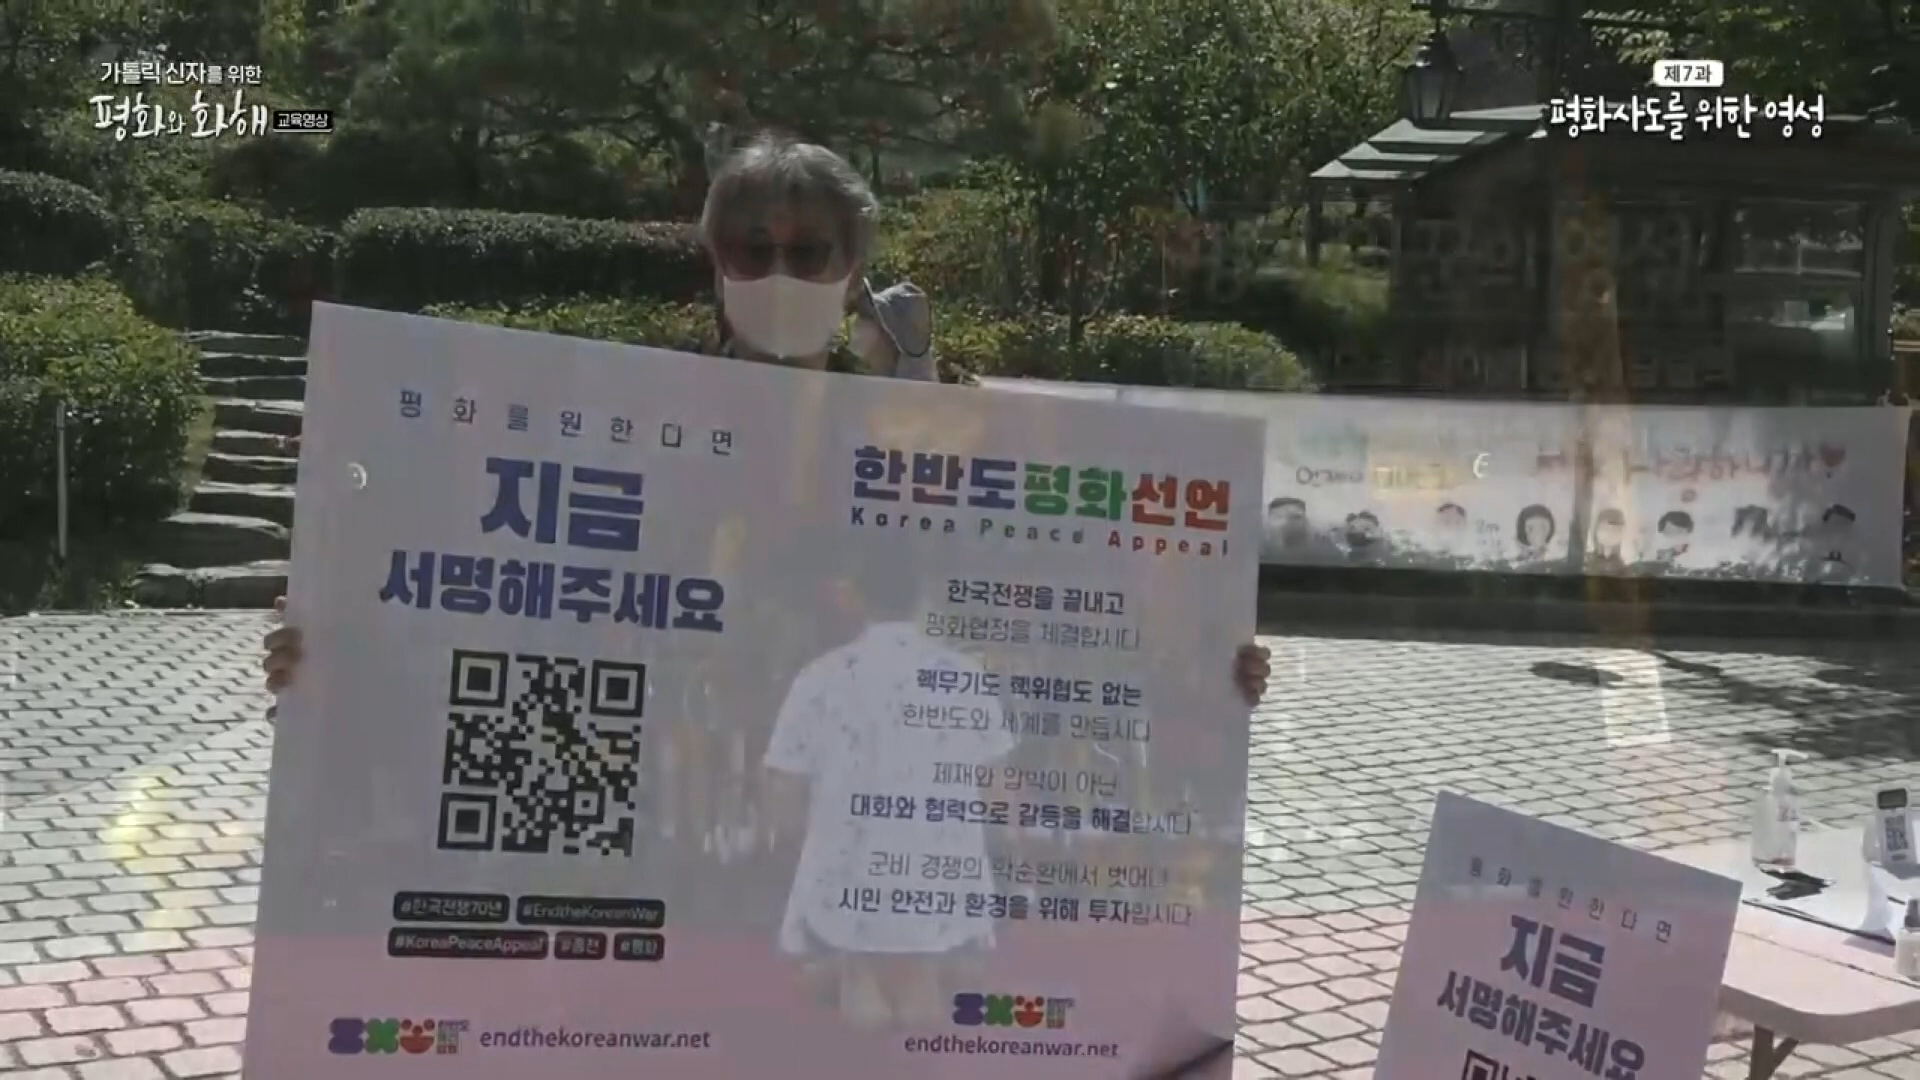 가톨릭 신자를 위한
평화와 화해 교육영상
제7과
평화사도를 위한 영성
평화를 원한다면
지금
서명해주세요
#한국전쟁70년 #EndtheKoreanWar
#KoreaPeaceAppeal #종전 #평화
endthekoreanwar.net
한반도평화선언
Korea Peace Appeal
한국전쟁을 끝내고
평화협정을 체결합시다
핵무기도 핵위협도 없는
한반도와 세계를 만듭시다
제재와 압박이 아닌
대화와 협력으로 갈등을 해결합시다
군비 경쟁의 악순환에서 벗어나
시민 안전과 환경을 위해 투자합시다
endthekoreanwar.net
평화를 원한다면
지금
서명해주세요